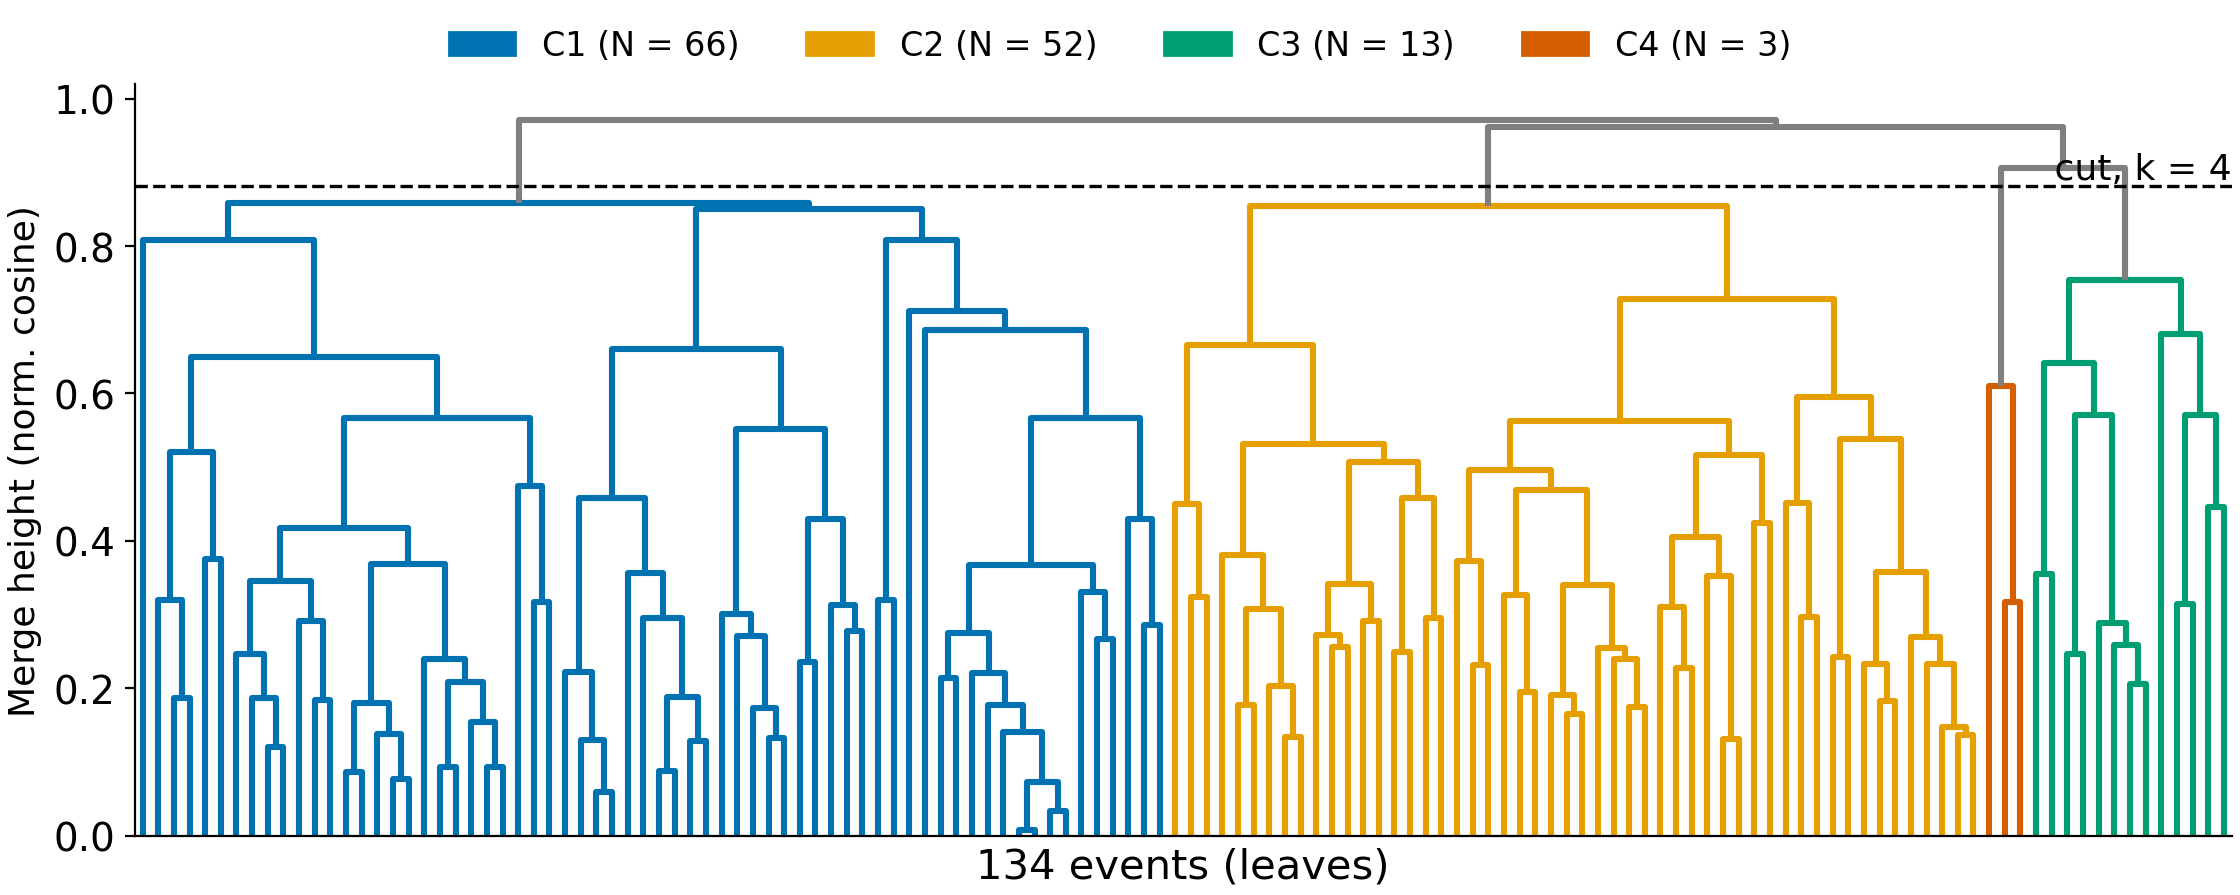 C1 (N = 66) C2 (N = 52) C3 (N = 13) C4 (N = 3)
1.0
cut, k = 4
0.8
0.6
0.4
0.2
0.0
Merge height (norm. cosine)
134 events (leaves)